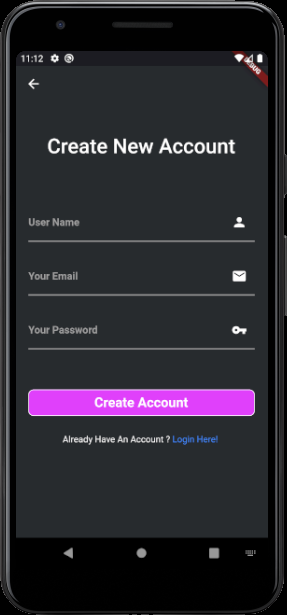 11:12
DEBUG
Create New Account
User Name
Your Email
Your Password
Create Account
Already Have An Account ? Login Here!